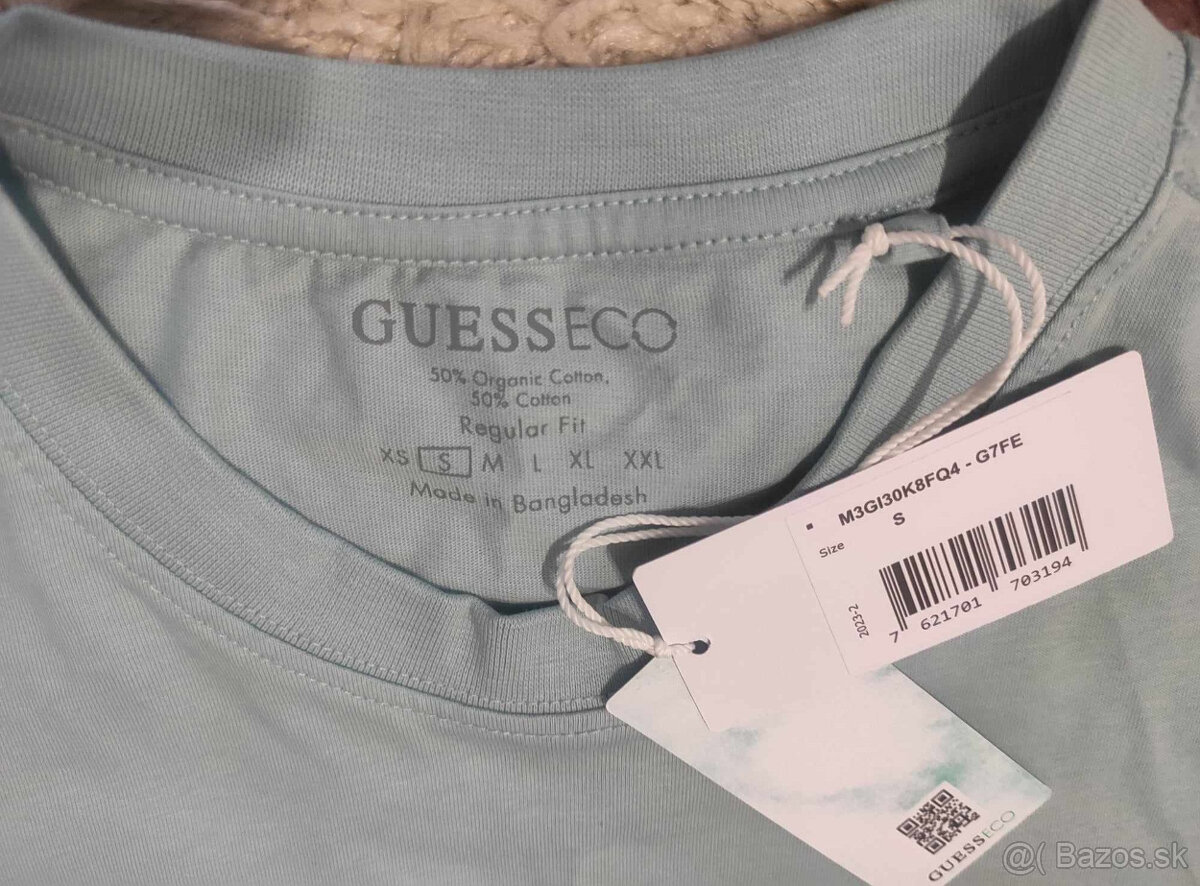 GUESSECO
50% Organic Cotton,
50% Cotton
Regular Fit
XS S M L XL XXL
Made in Bangladesh
M3GI30K8FQ4 - G7FE
Size S
2023-2
7 621701 703194
GUESSECO
@( Bazos.sk